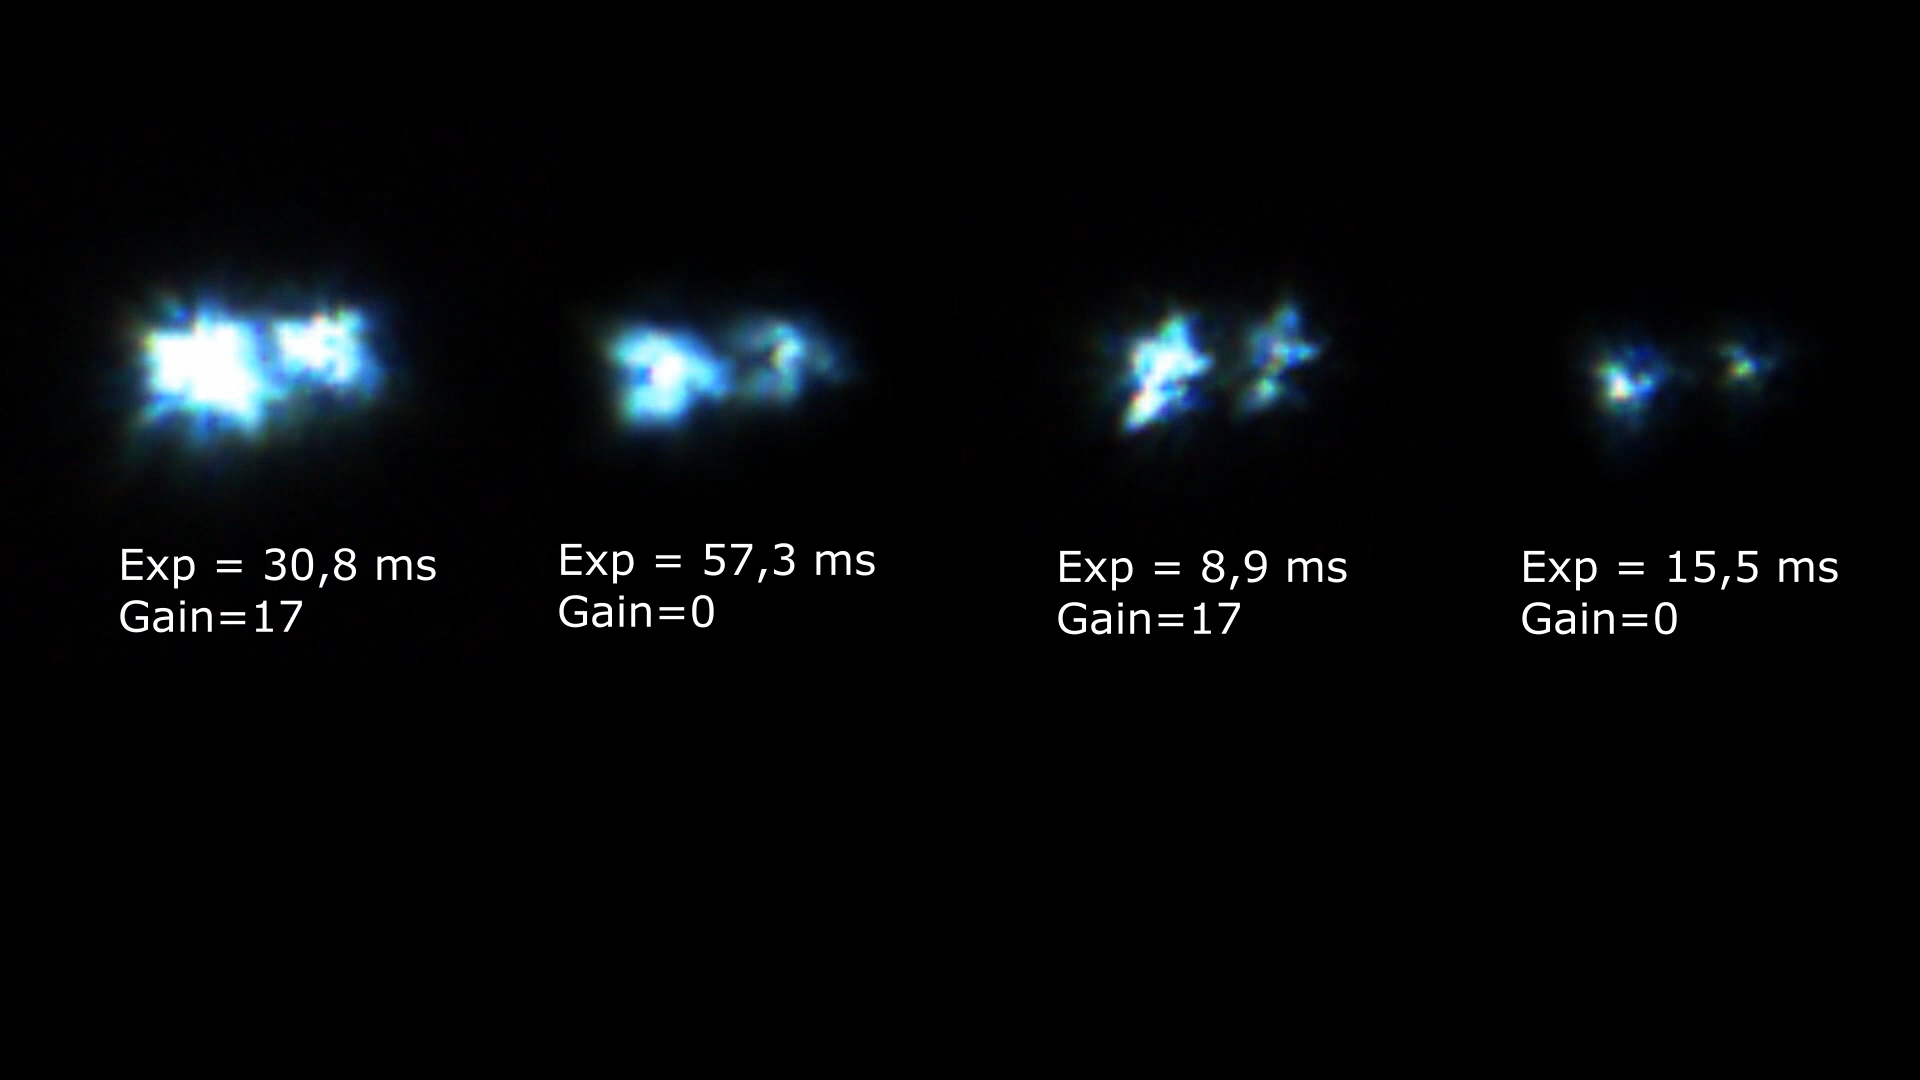 Exp = 30,8 ms
Gain=17
Exp = 57,3 ms
Gain=0
Exp = 8,9 ms
Gain=17
Exp = 15,5 ms
Gain=0